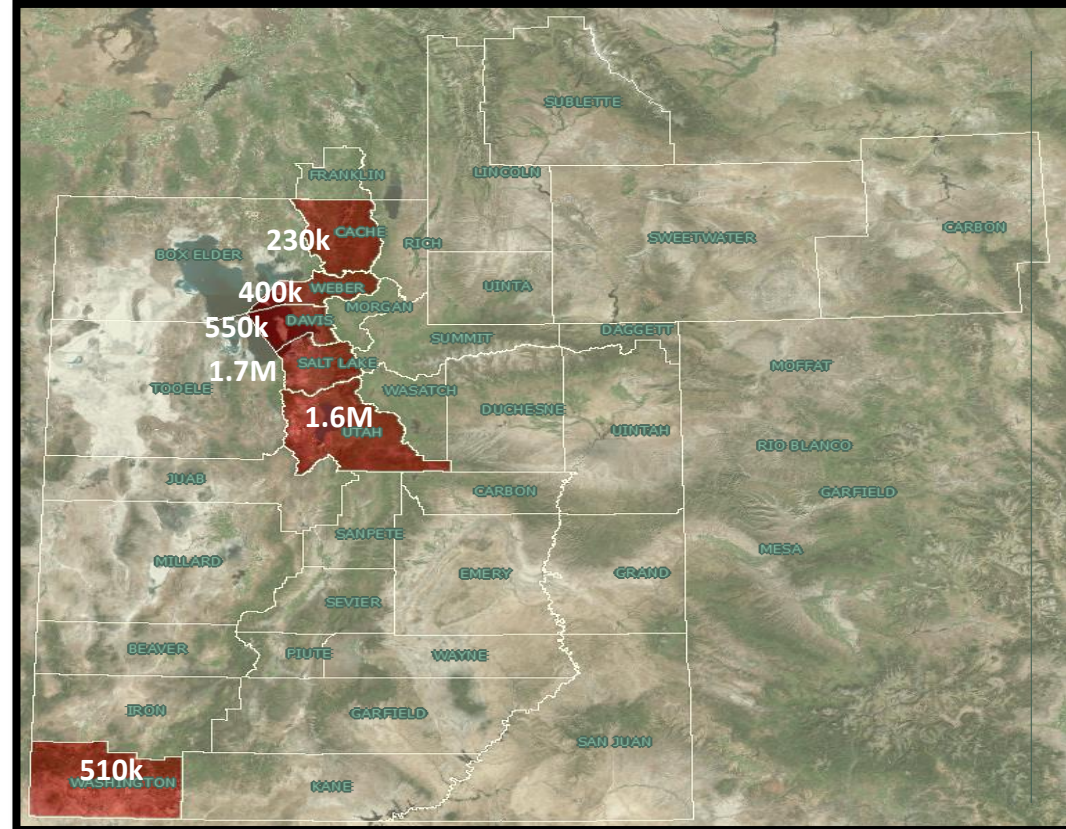 SUBLETTE
FRANKLIN
LINCOLN
CACHE
230k
RICH
SWEETWATER
CARBON
BOX ELDER
WEBER
400k
UINTA
MORGAN
DAVIS
550k
DAGGETT
SUMMIT
SALT LAKE
1.7M
MOFFAT
TOOELE
WASATCH
DUCHESNE
1.6M
UTAH
UINTAH
RIO BLANCO
JUAB
CARBON
GARFIELD
SANPETE
MESA
MILLARD
EMERY
GRAND
SEVIER
BEAVER
PIUTE
WAYNE
IRON
GARFIELD
SAN JUAN
510k
WASHINGTON
KANE